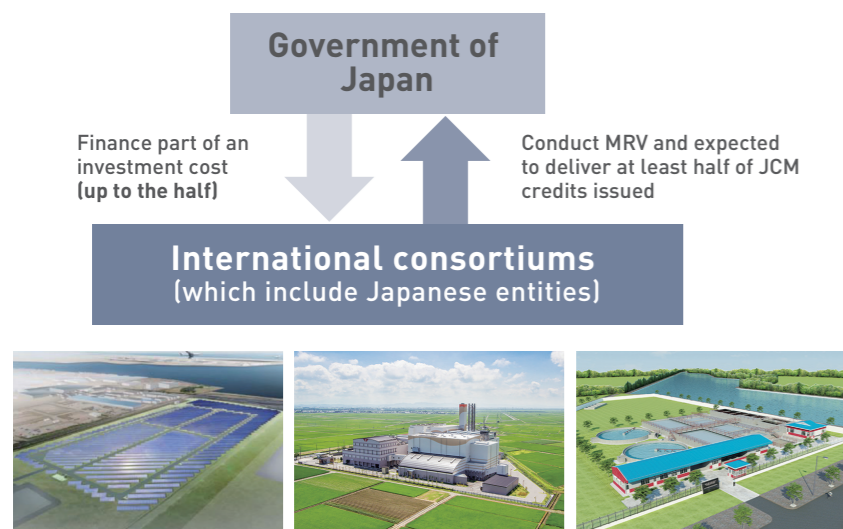 Government of
Japan
Finance part of an
investment cost
(up to the half)
Conduct MRV and expected
to deliver at least half of JCM
credits issued
International consortiums
(which include Japanese entities)